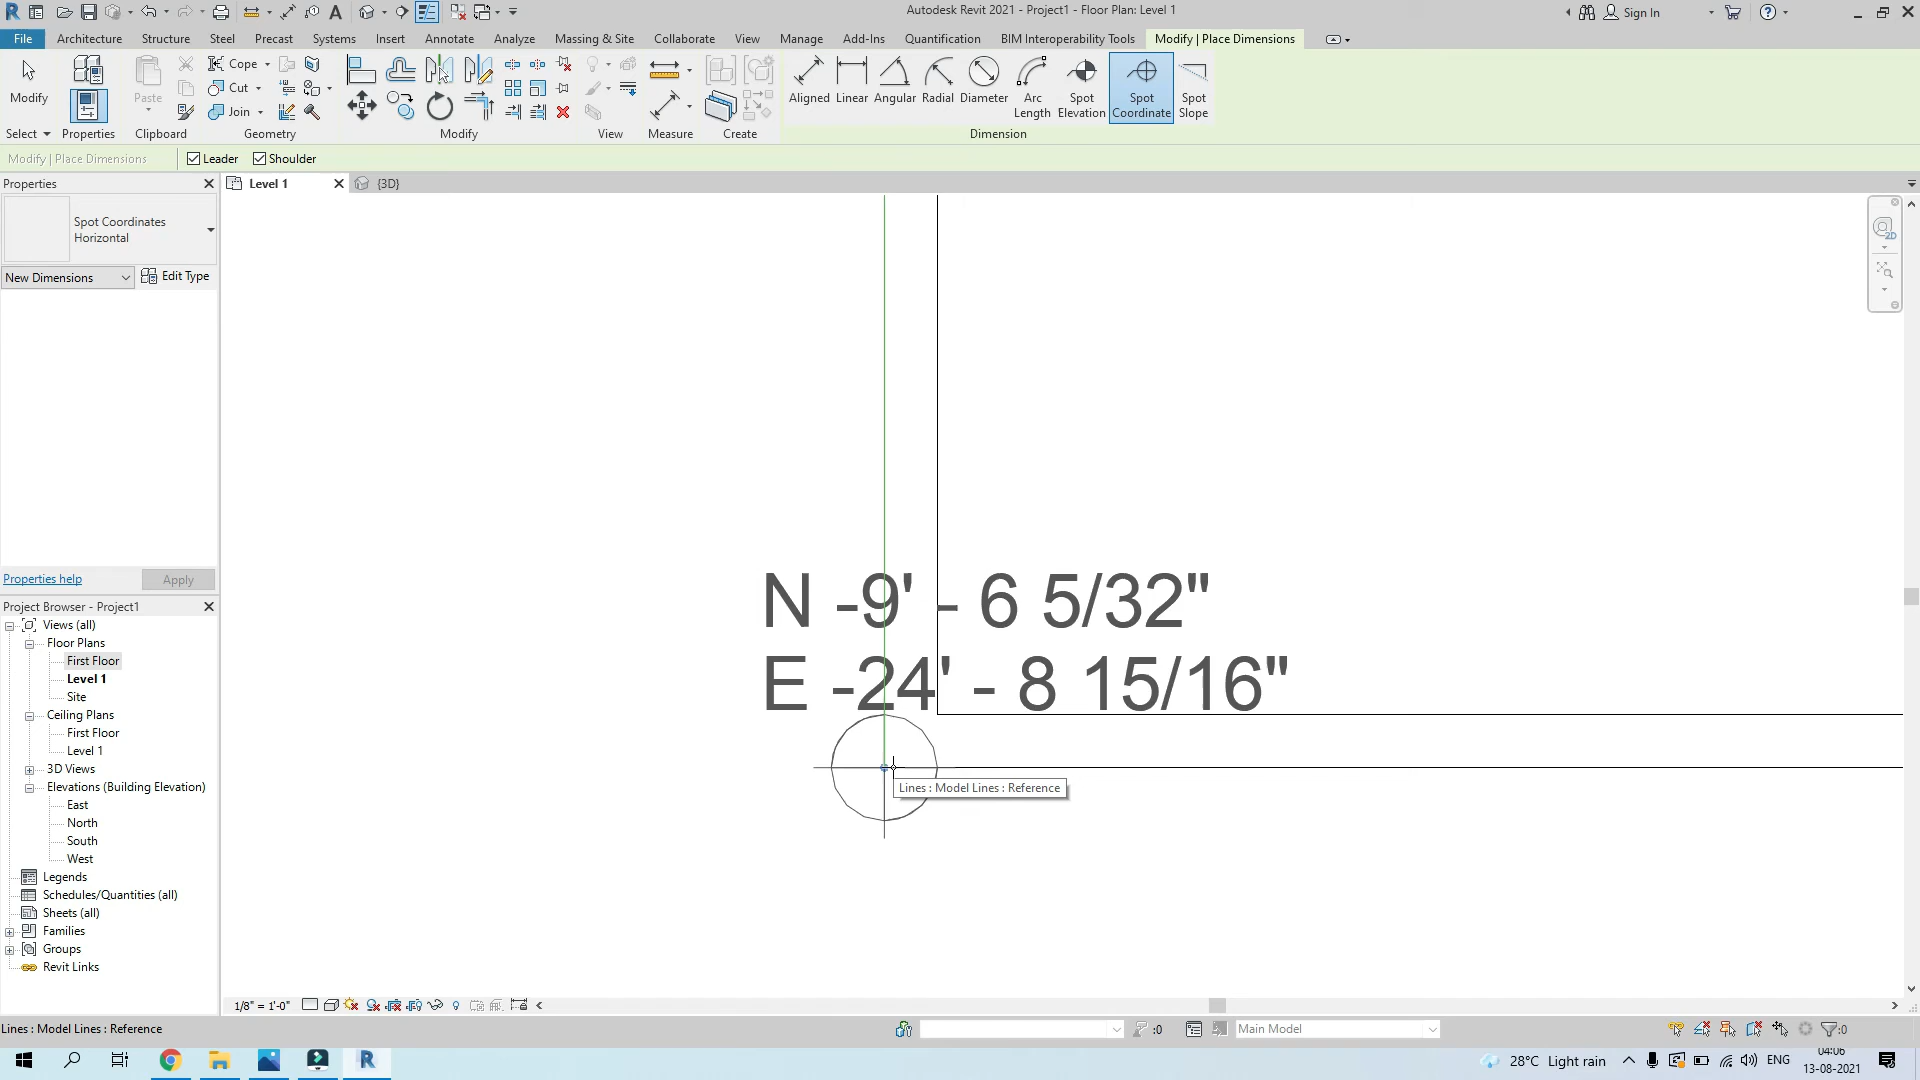 Autodesk Revit 2021 - Project1 - Floor Plan: Level 1
Sign In
File Architecture Structure Steel Precast Systems Insert Annotate Analyze Massing & Site Collaborate View Manage Add-Ins Quantification BIM Interoperability Tools Modify | Place Dimensions
Modify
Paste
Cope
Cut
Join
Aligned Linear Angular Radial Diameter Arc Length Spot Elevation Spot Coordinate Spot Slope
Select Properties Clipboard Geometry Modify View Measure Create Dimension
Modify | Place Dimensions Leader Shoulder
Properties
Level 1 {3D}
Spot Coordinates
Horizontal
New Dimensions Edit Type
2D
N -9' - 6 5/32"
E -24' - 8 15/16"
Lines : Model Lines : Reference
Properties help Apply
Project Browser - Project1
Views (all)
Floor Plans
First Floor
Level 1
Site
Ceiling Plans
First Floor
Level 1
3D Views
Elevations (Building Elevation)
East
North
South
West
Legends
Schedules/Quantities (all)
Sheets (all)
Families
Groups
Revit Links
1/8" = 1'-0"
Lines : Model Lines : Reference
:0
Main Model
:0
28°C Light rain
ENG
04:06
13-08-2021